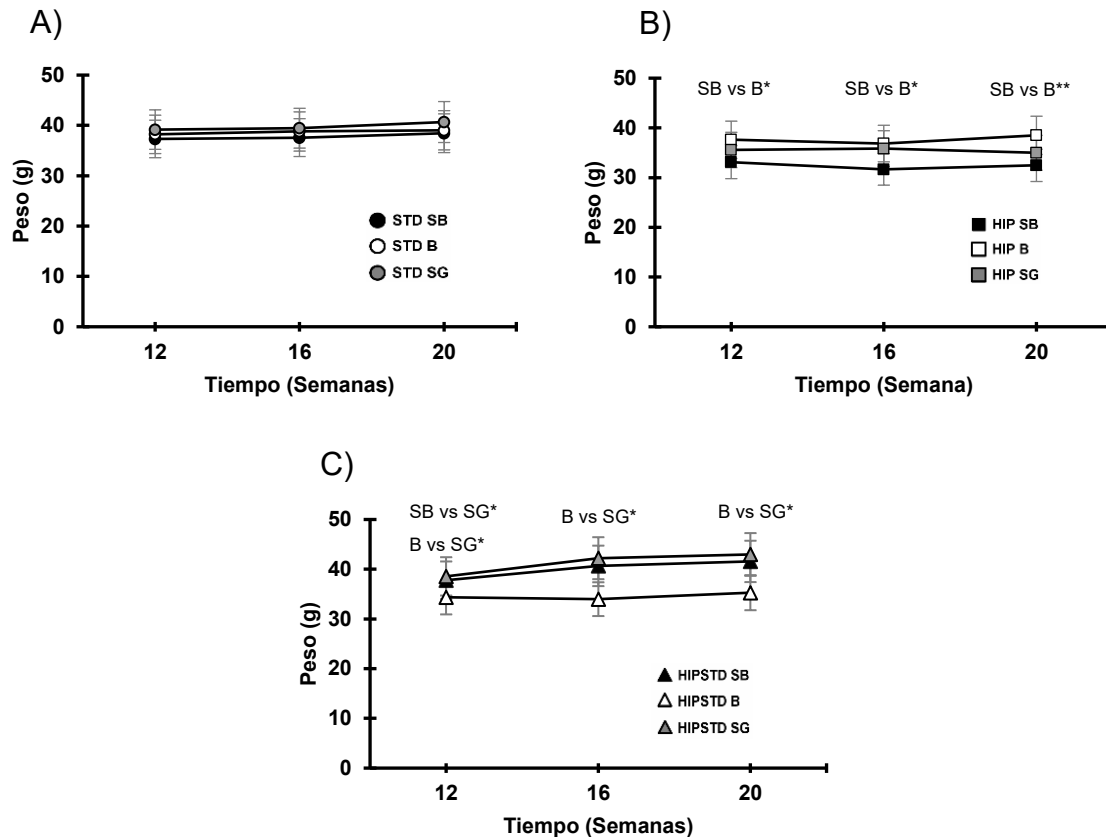 A)
50
40
30
20
10
0
Peso (g)
STD SB
STD B
STD SG
12 16 20
Tiempo (Semanas)
B)
SB vs B* SB vs B* SB vs B**
50
40
30
20
10
0
Peso (g)
HIP SB
HIP B
HIP SG
12 16 20
Tiempo (Semana)
C)
SB vs SG* B vs SG* B vs SG*
B vs SG*
50
40
30
20
10
0
Peso (g)
HIPSTD SB
HIPSTD B
HIPSTD SG
12 16 20
Tiempo (Semanas)